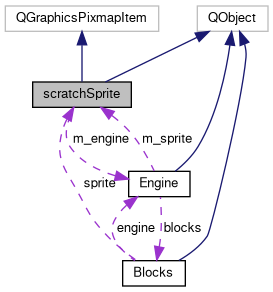 QGraphicsPixmapItem
QObject
scratchSprite
m_engine
m_sprite
Engine
sprite
engine
blocks
Blocks